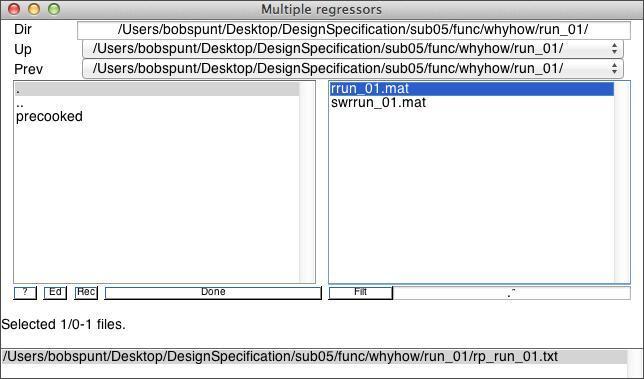 Multiple regressors
Dir /Users/bobspunt/Desktop/DesignSpecification/sub05/func/whyhow/run_01/
Up /Users/bobspunt/Desktop/DesignSpecification/sub05/func/whyhow/run_01/
Prev /Users/bobspunt/Desktop/DesignSpecification/sub05/func/whyhow/run_01/
.
..
precooked
rrun_01.mat
swrrun_01.mat
? Ed Rec Done Filt .*
Selected 1/0-1 files.
/Users/bobspunt/Desktop/DesignSpecification/sub05/func/whyhow/run_01/rp_run_01.txt